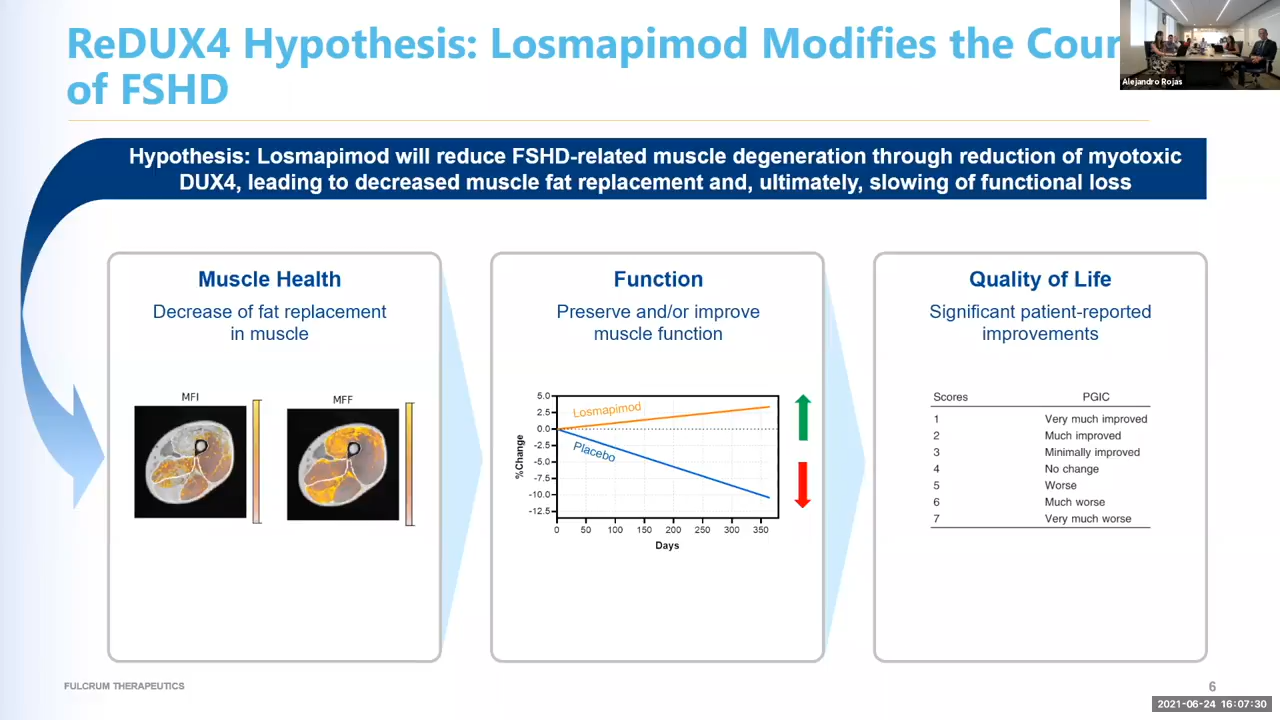 ReDUX4 Hypothesis: Losmapimod Modifies the Cour
of FSHD
Alejandro Rojas
Hypothesis: Losmapimod will reduce FSHD-related muscle degeneration through reduction of myotoxic
DUX4, leading to decreased muscle fat replacement and, ultimately, slowing of functional loss
Muscle Health
Decrease of fat replacement
in muscle
MFI
MFF
Function
Preserve and/or improve
muscle function
%Change
5.0
2.5
0.0
-2.5
-5.0
-7.5
-10.0
-12.5
Losmapimod
Placebo
0 50 100 150 200 250 300 350
Days
Quality of Life
Significant patient-reported
improvements
Scores PGIC
1 Very much improved
2 Much improved
3 Minimally improved
4 No change
5 Worse
6 Much worse
7 Very much worse
FULCRUM THERAPEUTICS
6
2021-06-24 16:07:30